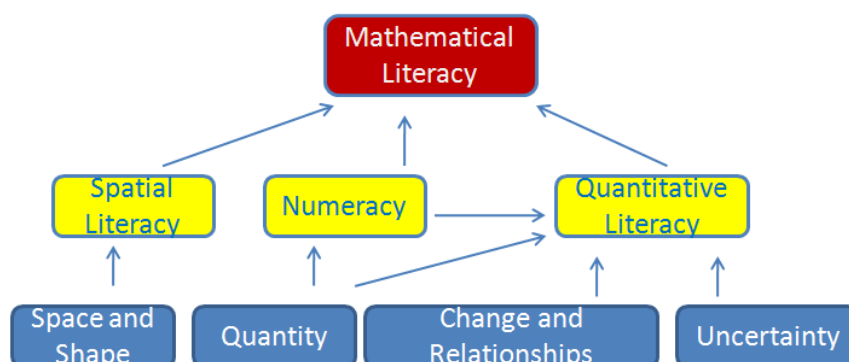 Mathematical
Literacy
Spatial
Literacy
Numeracy
Quantitative
Literacy
Space and
Shape
Quantity
Change and
Relationships
Uncertainty